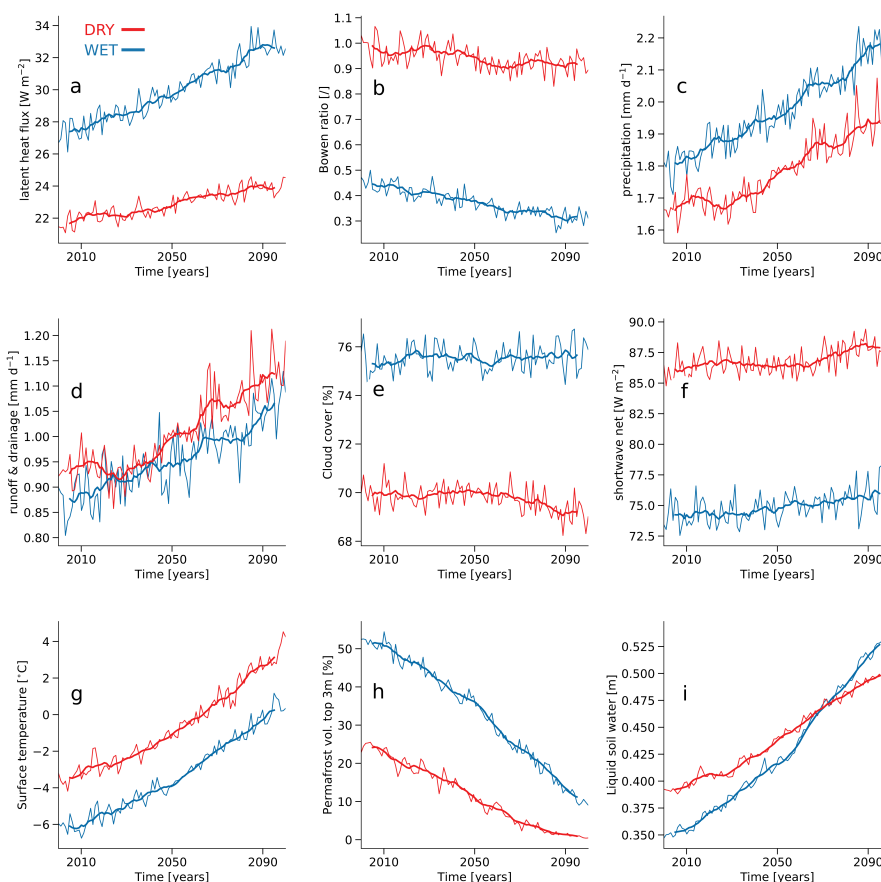 DRY
WET
a
latent heat flux [W m⁻²]
34
32
30
28
26
24
22
2010 2050 2090
Time [years]
b
Bowen ratio [/]
1.1
1.0
0.9
0.8
0.7
0.6
0.5
0.4
0.3
2010 2050 2090
Time [years]
c
precipitation [mm d⁻¹]
2.2
2.1
2.0
1.9
1.8
1.7
1.6
2010 2050 2090
Time [years]
d
runoff & drainage [mm d⁻¹]
1.20
1.15
1.10
1.05
1.00
0.95
0.90
0.85
0.80
2010 2050 2090
Time [years]
e
Cloud cover [%]
76
74
72
70
68
2010 2050 2090
Time [years]
f
shortwave net [W m⁻²]
90.0
87.5
85.0
82.5
80.0
77.5
75.0
72.5
2010 2050 2090
Time [years]
g
Surface temperature [°C]
4
2
0
−2
−4
−6
2010 2050 2090
Time [years]
h
Permafrost vol. top 3m [%]
50
40
30
20
10
0
2010 2050 2090
Time [years]
i
Liquid soil water [m]
0.525
0.500
0.475
0.450
0.425
0.400
0.375
0.350
2010 2050 2090
Time [years]